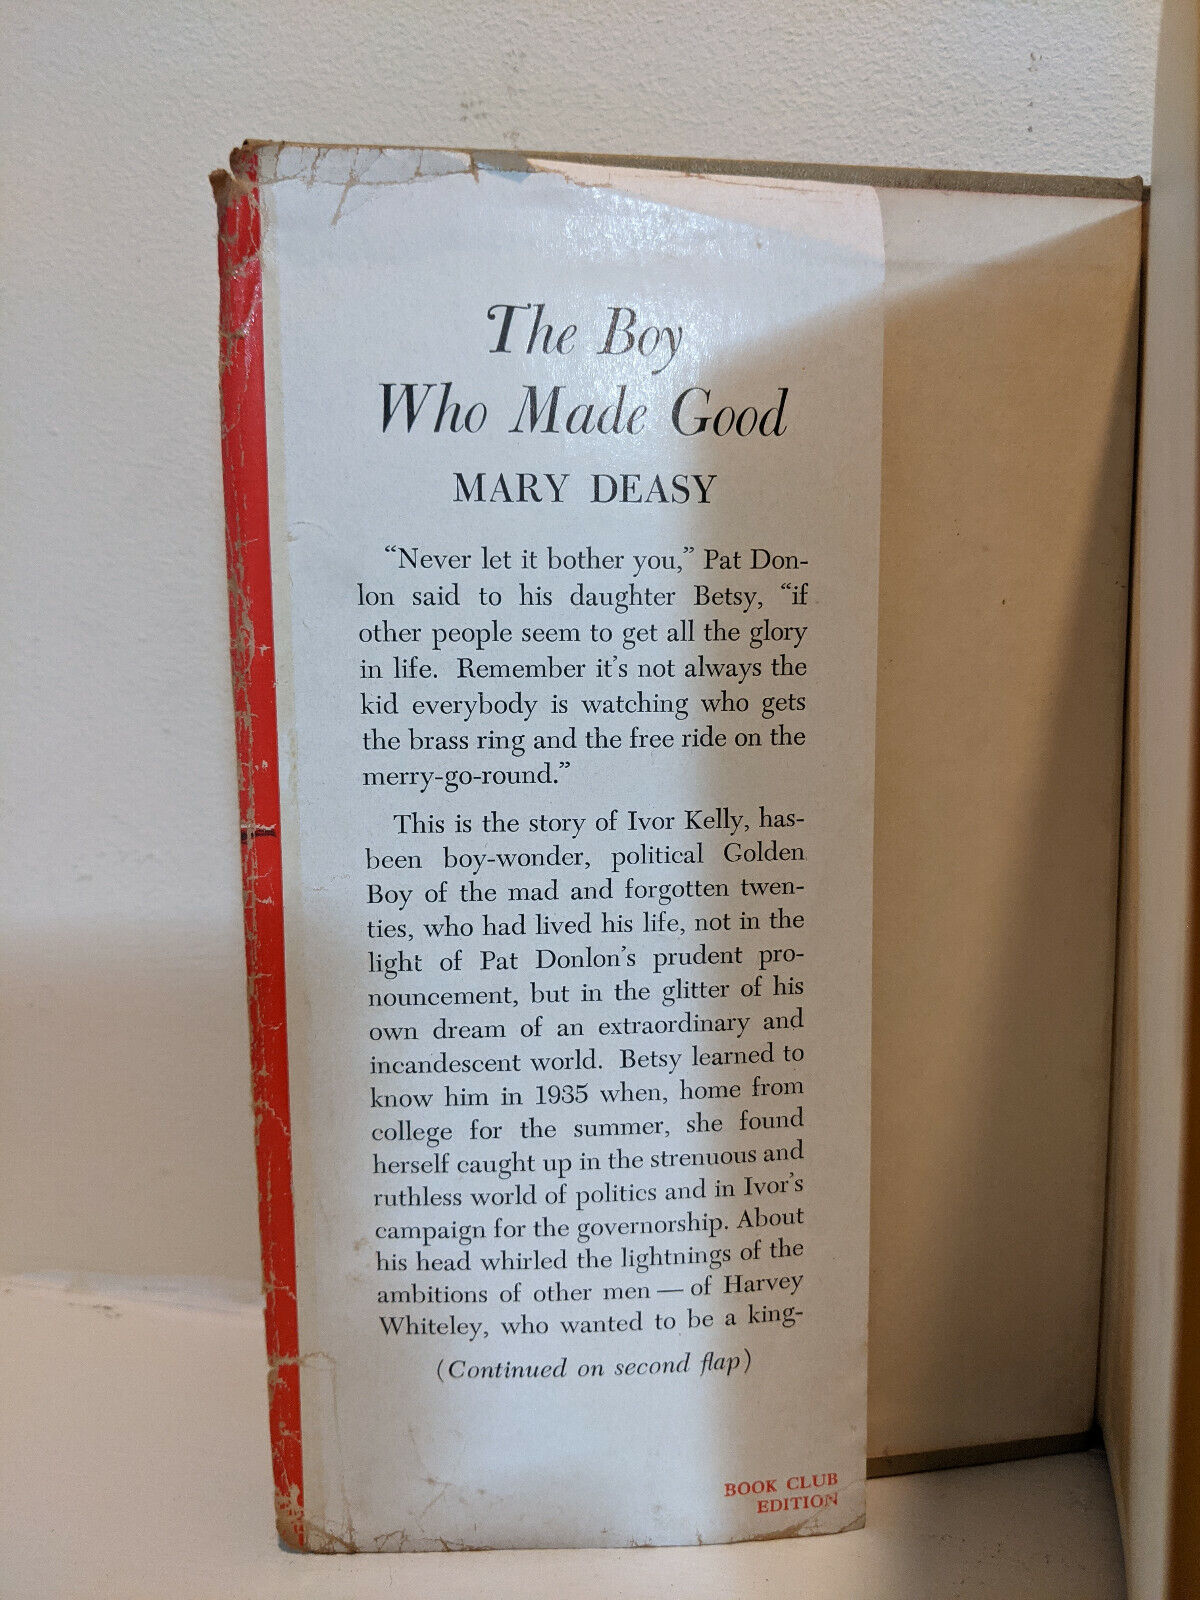 The Boy
Who Made Good
MARY DEASY
“Never let it bother you,” Pat Don-
lon said to his daughter Betsy, “if
other people seem to get all the glory
in life. Remember it’s not always the
kid everybody is watching who gets
the brass ring and the free ride on the
merry-go-round.”
This is the story of Ivor Kelly, has-
been boy-wonder, political Golden
Boy of the mad and forgotten twen-
ties, who had lived his life, not in the
light of Pat Donlon’s prudent pro-
nouncement, but in the glitter of his
own dream of an extraordinary and
incandescent world. Betsy learned to
know him in 1935 when, home from
college for the summer, she found
herself caught up in the strenuous and
ruthless world of politics and in Ivor’s
campaign for the governorship. About
his head whirled the lightnings of the
ambitions of other men — of Harvey
Whiteley, who wanted to be a king-
(Continued on second flap)
BOOK CLUB
EDITION